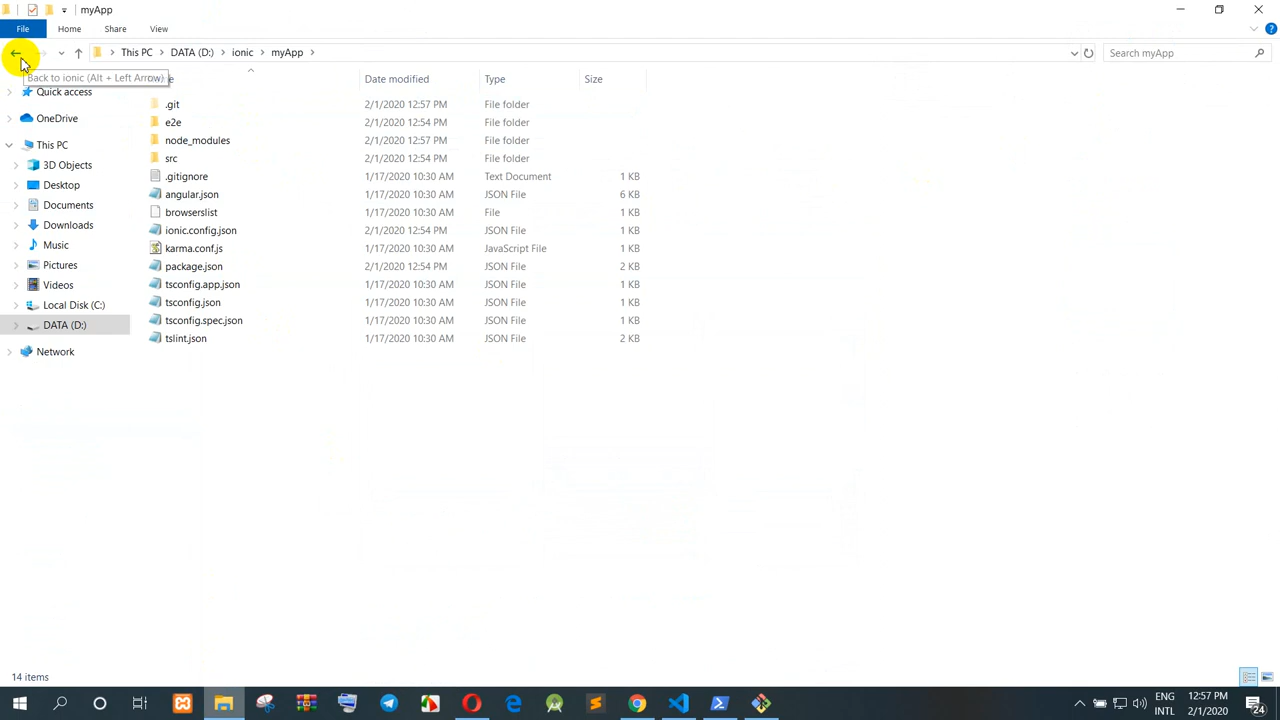 myApp
File Home Share View
This PC DATA (D:) ionic myApp
Search myApp
Back to ionic (Alt + Left Arrow)
Date modified Type Size
Quick access
OneDrive
This PC
3D Objects
Desktop
Documents
Downloads
Music
Pictures
Videos
Local Disk (C:)
DATA (D:)
Network
.git 2/1/2020 12:57 PM File folder
e2e 2/1/2020 12:54 PM File folder
node_modules 2/1/2020 12:57 PM File folder
src 2/1/2020 12:54 PM File folder
.gitignore 1/17/2020 10:30 AM Text Document 1 KB
angular.json 1/17/2020 10:30 AM JSON File 6 KB
browserslist 1/17/2020 10:30 AM File 1 KB
ionic.config.json 2/1/2020 12:54 PM JSON File 1 KB
karma.conf.js 1/17/2020 10:30 AM JavaScript File 1 KB
package.json 2/1/2020 12:54 PM JSON File 2 KB
tsconfig.app.json 1/17/2020 10:30 AM JSON File 1 KB
tsconfig.json 1/17/2020 10:30 AM JSON File 1 KB
tsconfig.spec.json 1/17/2020 10:30 AM JSON File 1 KB
tslint.json 1/17/2020 10:30 AM JSON File 2 KB
14 items
ENG 12:57 PM
INTL 2/1/2020
24